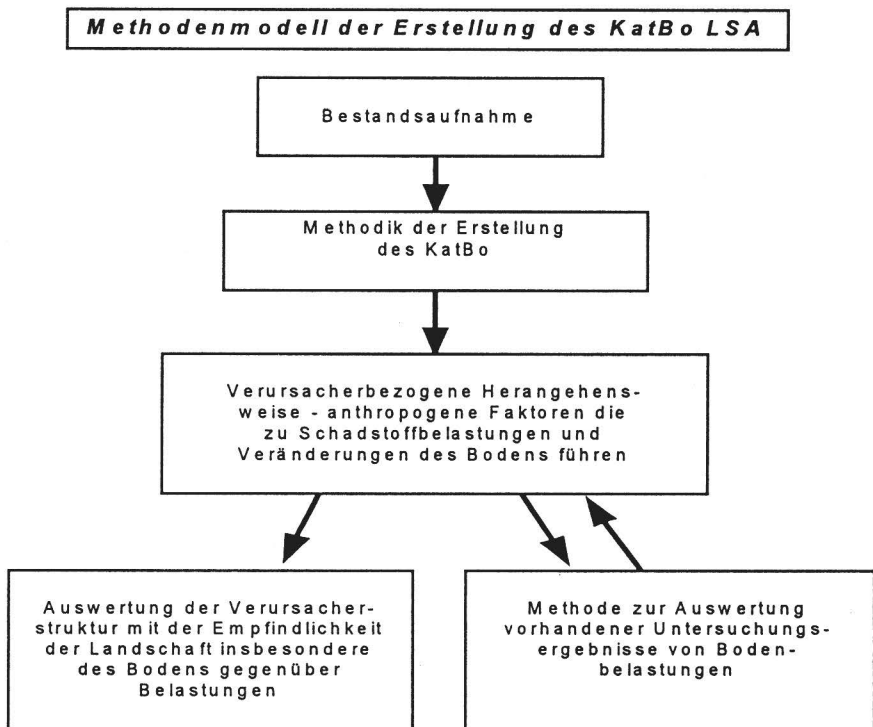 Methodenmodell der Erstellung des KatBo LSA
Bestandsaufnahme
Methodik der Erstellung
des KatBo
Verursacherbezogene Herangehens-
weise - anthropogene Faktoren die
zu Schadstoffbelastungen und
Veränderungen des Bodens führen
Auswertung der Verursacher-
struktur mit der Empfindlichkeit
der Landschaft insbesondere
des Bodens gegenüber
Belastungen
Methode zur Auswertung
vorhandener Untersuchungs-
ergebnisse von Boden-
belastungen